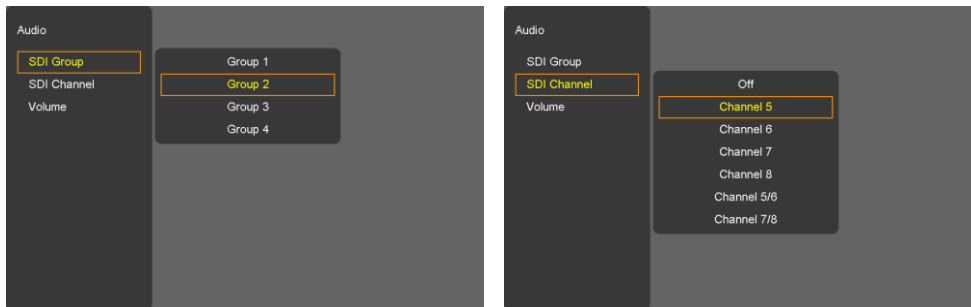 Audio
SDI Group
SDI Channel
Volume
Group 1
Group 2
Group 3
Group 4
Audio
SDI Group
SDI Channel
Volume
Off
Channel 5
Channel 6
Channel 7
Channel 8
Channel 5/6
Channel 7/8